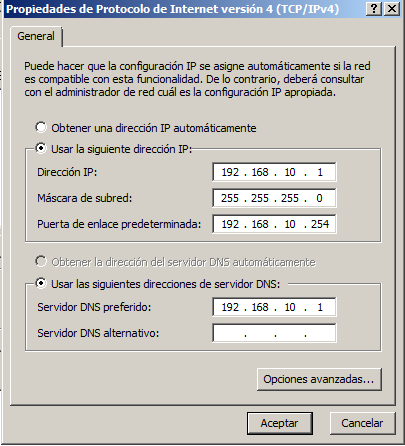 Propiedades de Protocolo de Internet versión 4 (TCP/IPv4)
General
Puede hacer que la configuración IP se asigne automáticamente si la red
es compatible con esta funcionalidad. De lo contrario, deberá consultar
con el administrador de red cuál es la configuración IP apropiada.
Obtener una dirección IP automáticamente
Usar la siguiente dirección IP:
Dirección IP: 192 . 168 . 10 . 1
Máscara de subred: 255 . 255 . 255 . 0
Puerta de enlace predeterminada: 192 . 168 . 10 . 254
Obtener la dirección del servidor DNS automáticamente
Usar las siguientes direcciones de servidor DNS:
Servidor DNS preferido: 192 . 168 . 10 . 1
Servidor DNS alternativo: . . .
Opciones avanzadas...
Aceptar Cancelar